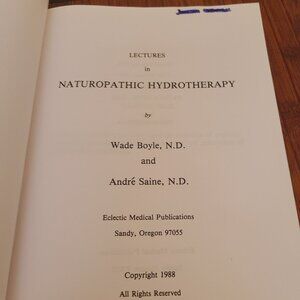 LECTURES
in
NATUROPATHIC HYDROTHERAPY
by
Wade Boyle, N.D.
and
André Saine, N.D.
Eclectic Medical Publications
Sandy, Oregon 97055
Copyright 1988
All Rights Reserved